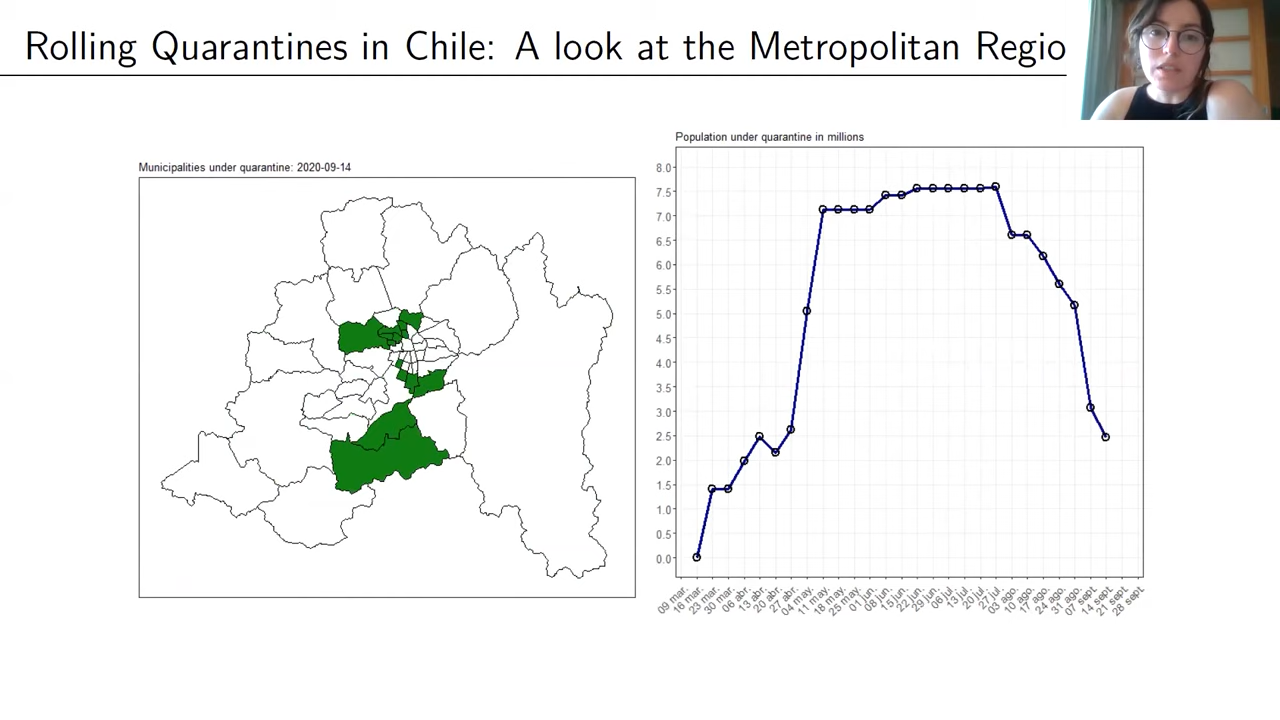 Rolling Quarantines in Chile: A look at the Metropolitan Regio
Municipalities under quarantine: 2020-09-14
Population under quarantine in millions
8.0
7.5
7.0
6.5
6.0
5.5
5.0
4.5
4.0
3.5
3.0
2.5
2.0
1.5
1.0
0.5
0.0
09 mar.
16 mar.
23 mar.
30 mar.
06 abr.
13 abr.
20 abr.
27 abr.
04 may.
11 may.
18 may.
25 may.
01 jun.
08 jun.
15 jun.
22 jun.
29 jun.
06 jul.
13 jul.
20 jul.
27 jul.
03 ago.
10 ago.
17 ago.
24 ago.
31 ago.
07 sept.
14 sept.
21 sept.
28 sept.